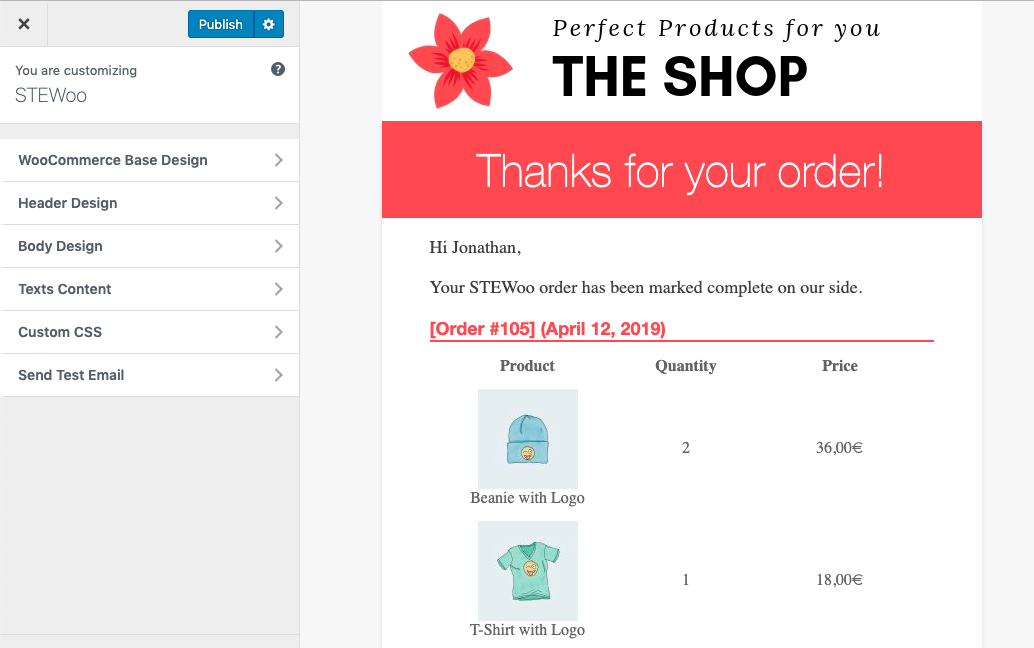 Publish
You are customizing
STEWoo
WooCommerce Base Design
Header Design
Body Design
Texts Content
Custom CSS
Send Test Email
Perfect Products for you
THE SHOP
Thanks for your order!
Hi Jonathan,
Your STEWoo order has been marked complete on our side.
[Order #105] (April 12, 2019)
Product Quantity Price
2 36,00€
Beanie with Logo
1 18,00€
T-Shirt with Logo